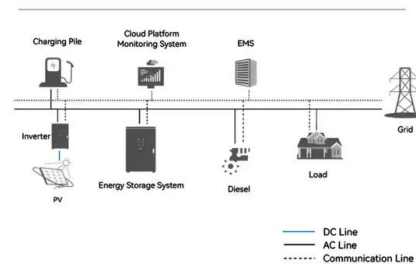 Charging Pile
Cloud Platform
Monitoring System
EMS
Grid
Inverter
PV
Energy Storage System
Diesel
Load
DC Line
AC Line
Communication Line